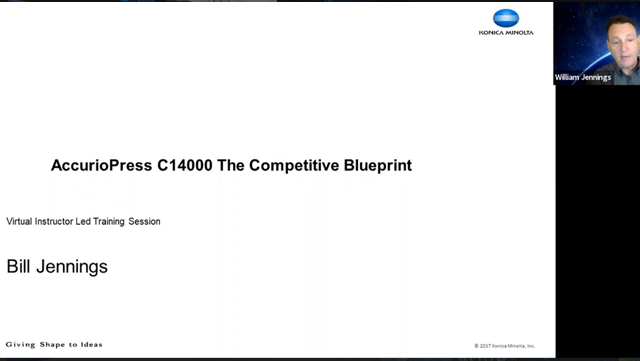 KONICA MINOLTA
William Jennings
AccurioPress C14000 The Competitive Blueprint
Virtual Instructor Led Training Session
Bill Jennings
Giving Shape to Ideas
© 2017 Konica Minolta, Inc.